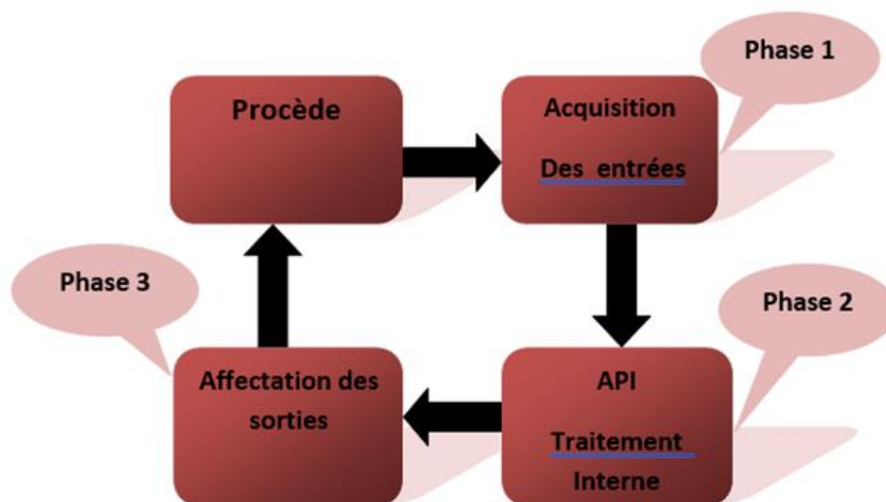 Phase 1
Procède
Acquisition
Des entrées
Phase 3
Phase 2
Affectation des
sorties
API
Traitement
Interne